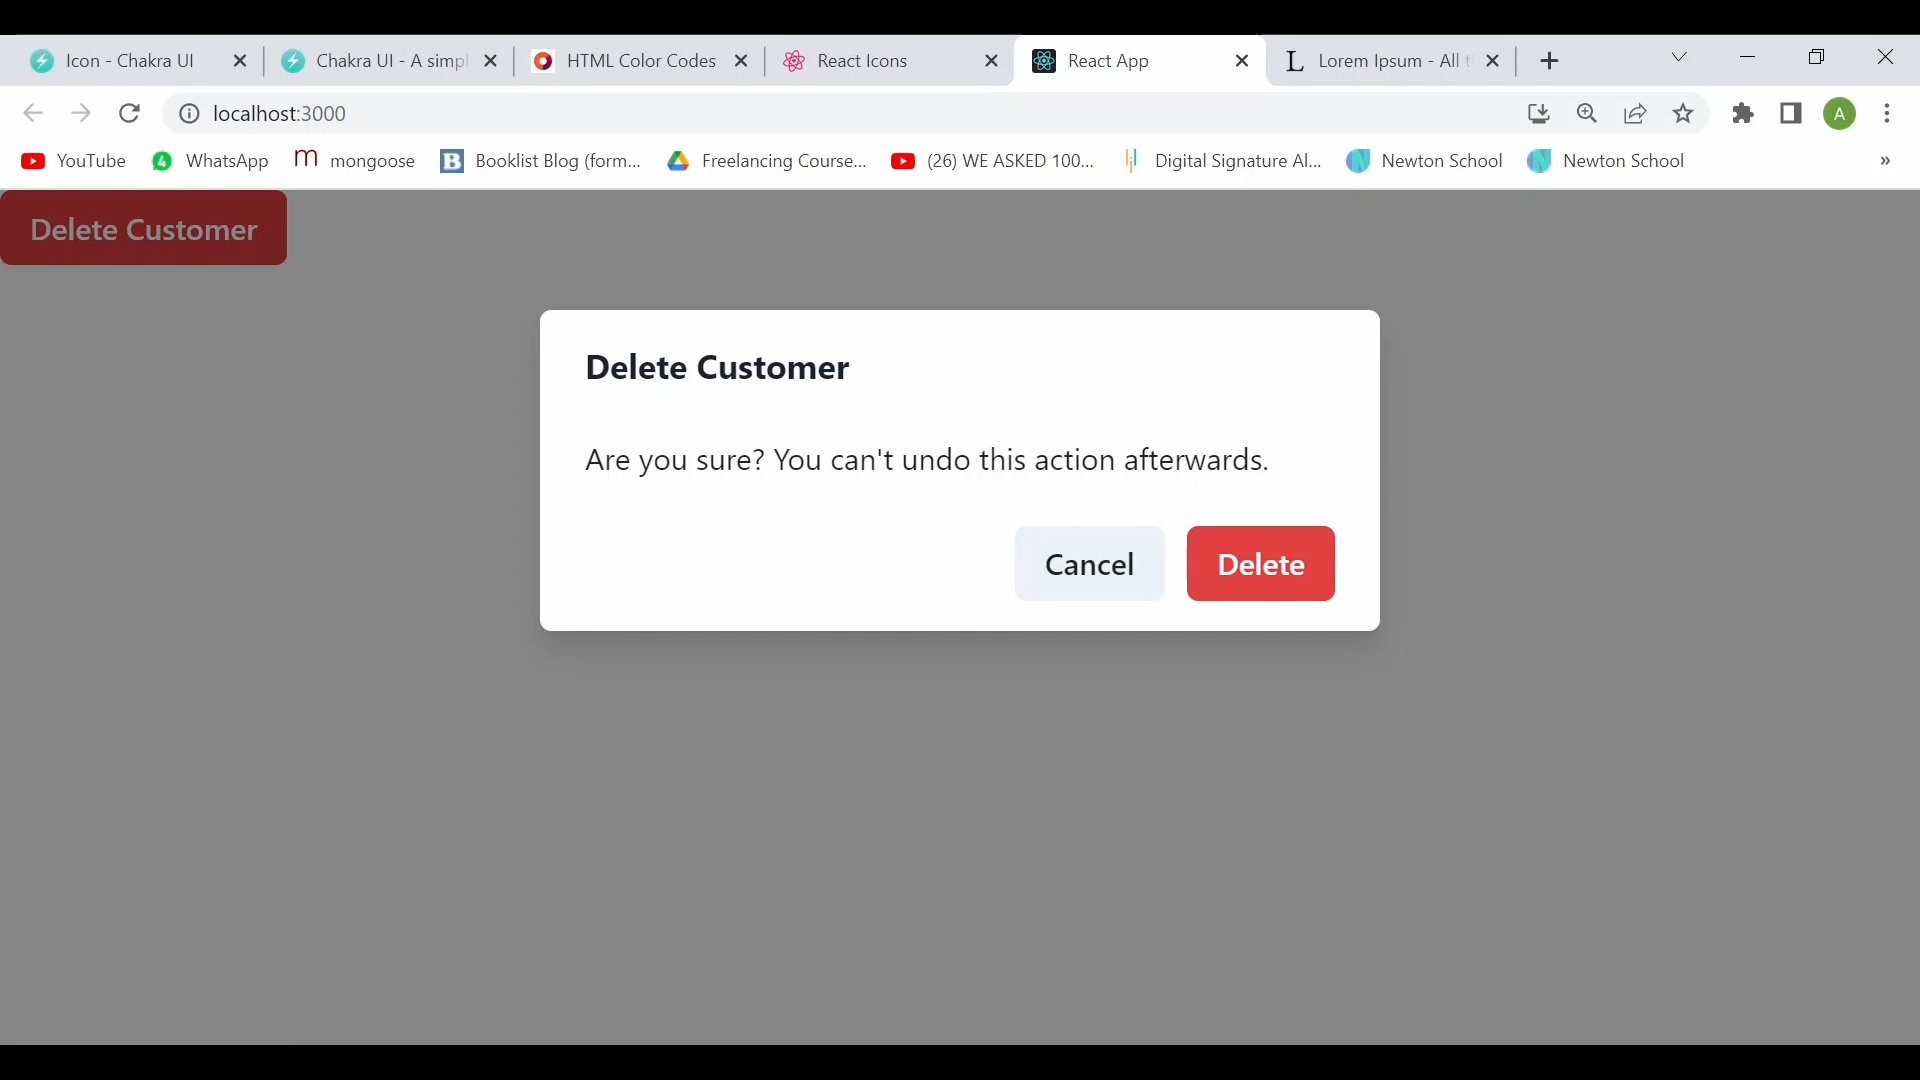 Icon - Chakra UI
Chakra UI - A simpl
HTML Color Codes
React Icons
React App
Lorem Ipsum - All t
localhost:3000
A
YouTube
4 WhatsApp
m mongoose
B Booklist Blog (form...
Freelancing Course...
(26) WE ASKED 100...
Digital Signature Al...
Newton School
Newton School
»
Delete Customer
Delete Customer
Are you sure? You can't undo this action afterwards.
Cancel
Delete